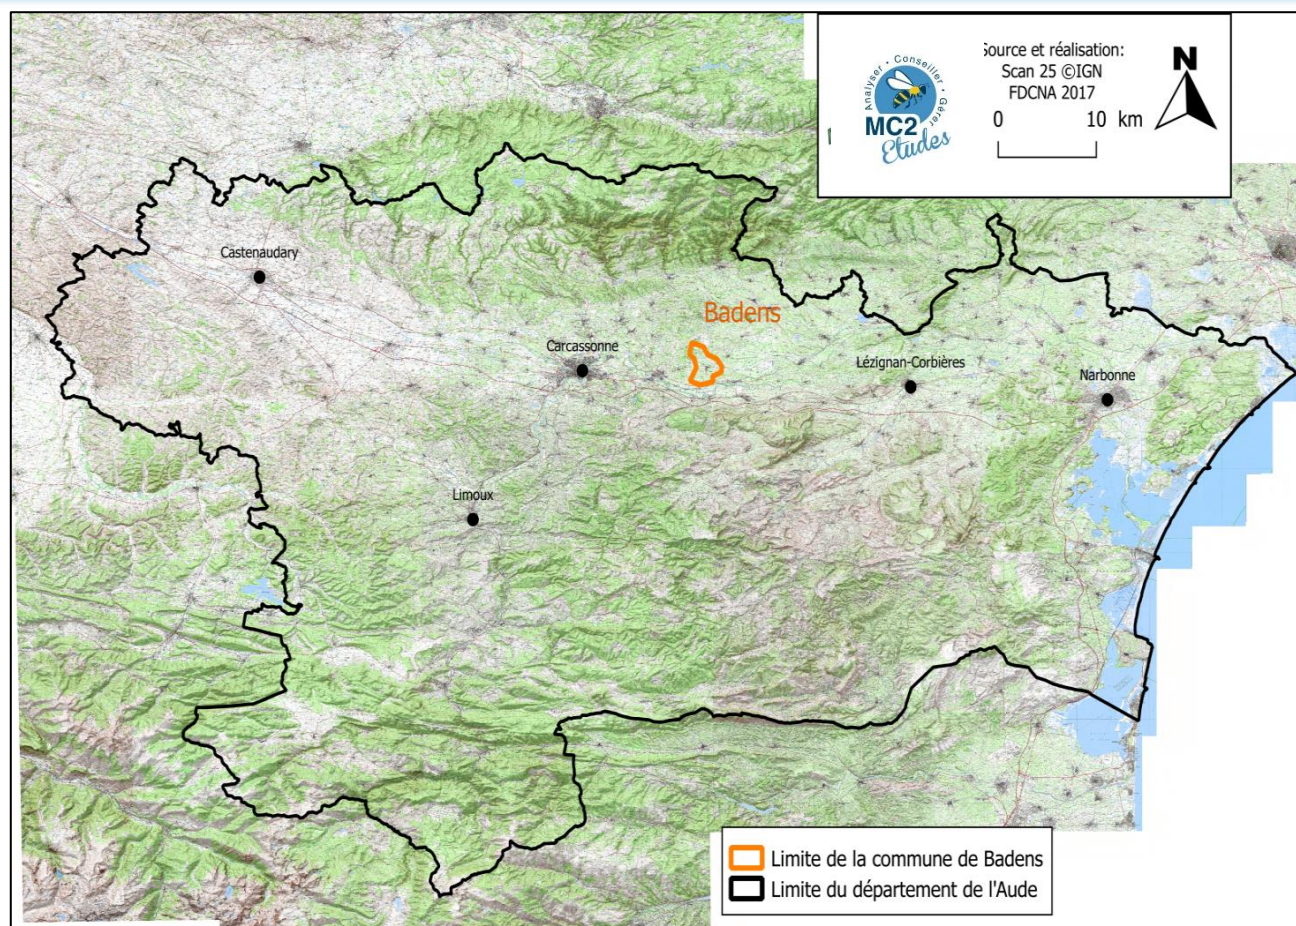 Source et réalisation:
Scan 25 ©IGN
FDCNA 2017
0 10 km
N
Analyser · Conseiller · Gérer
MC2
Etudes
Castenaudary
Badens
Carcassonne
Lézignan-Corbières
Narbonne
Limoux
Limite de la commune de Badens
Limite du département de l'Aude